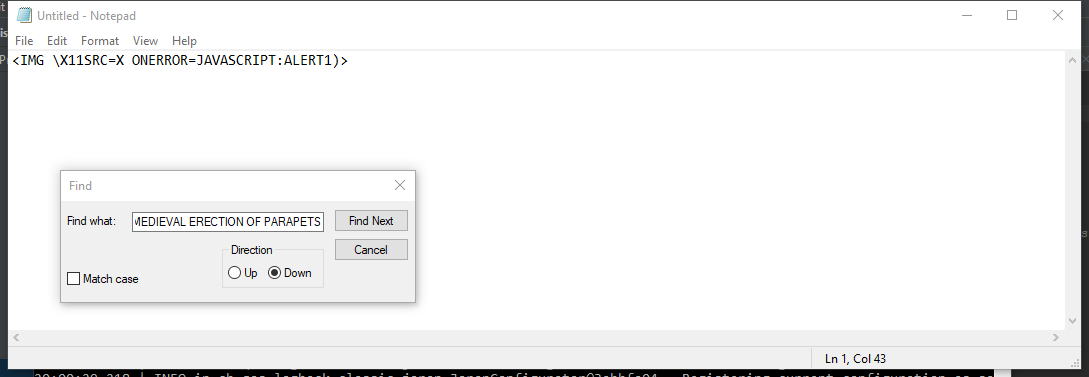 Untitled - Notepad
File Edit Format View Help
<IMG \X11SRC=X ONERROR=JAVASCRIPT:ALERT1)>
Find
Find what: MEDIEVAL ERECTION OF PARAPETS Find Next
Direction Cancel
Up Down
Match case
Ln 1, Col 43